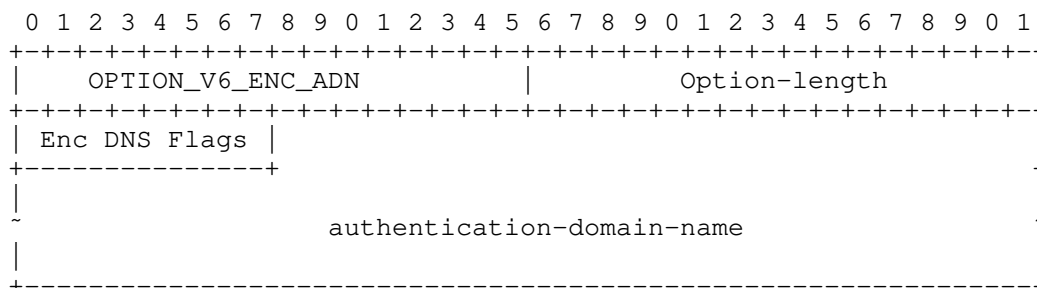 0 1 2 3 4 5 6 7 8 9 0 1 2 3 4 5 6 7 8 9 0 1 2 3 4 5 6 7 8 9 0 1
+-+-+-+-+-+-+-+-+-+-+-+-+-+-+-+-+-+-+-+-+-+-+-+-+-+-+-+-+-+-+-+-+-
| OPTION_V6_ENC_ADN | Option-length
+-+-+-+-+-+-+-+-+-+-+-+-+-+-+-+-+-+-+-+-+-+-+-+-+-+-+-+-+-+-+-+-+-
| Enc DNS Flags |
+---------------+
|
~ authentication-domain-name ~
|
+----------------------------------------------------------------